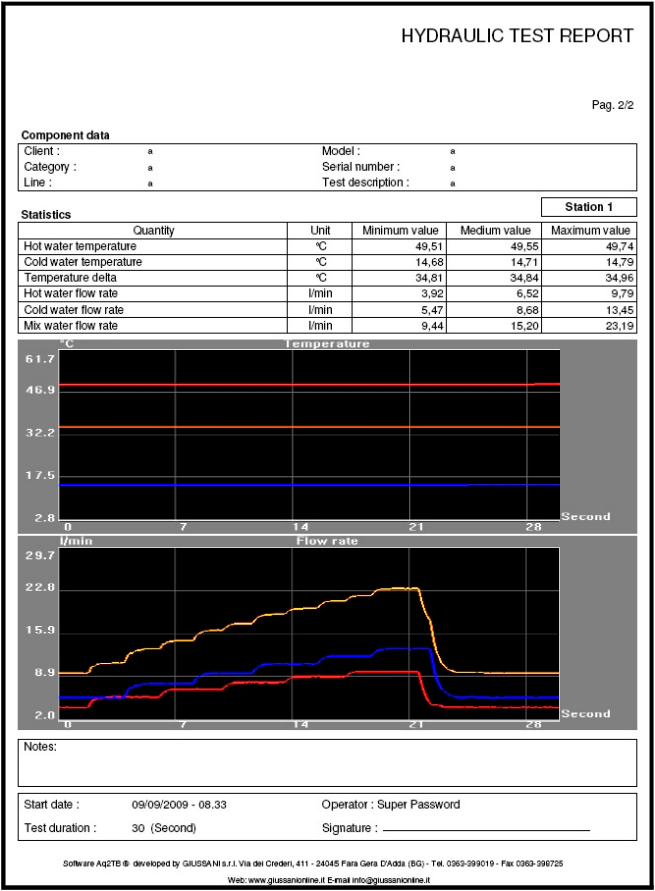 HYDRAULIC TEST REPORT
Pag. 2/2
Component data
Client : a Model : a
Category : a Serial number : a
Line : a Test description : a
Station 1
Statistics
Quantity Unit Minimum value Medium value Maximum value
Hot water temperature °C 49,51 49,55 49,74
Cold water temperature °C 14,68 14,71 14,79
Temperature delta °C 34,81 34,84 34,96
Hot water flow rate l/min 3,92 6,52 9,79
Cold water flow rate l/min 5,47 8,68 13,45
Mix water flow rate l/min 9,44 15,20 23,19
°C Temperature
61.7
46.9
32.2
17.5
2.8
0 7 14 21 28 Second
l/min Flow rate
29.7
22.8
15.9
8.9
2.0
0 7 14 21 28 Second
Notes:
Start date : 09/09/2009 - 08.33 Operator : Super Password
Test duration : 30 (Second) Signature :
Software Aq2TB ® developed by GIUSSANI s.r.l. Via dei Crederi, 411 - 24045 Fara Gera D'Adda (BG) - Tel. 0363-399019 - Fax 0363-398725
Web: www.giussanionline.it E-mail info@giussanionline.it